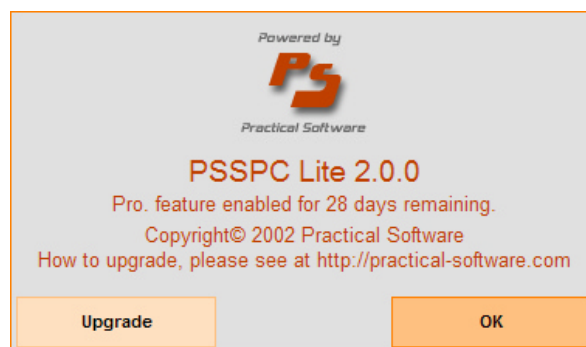 Powered by
PS
Practical Software
PSSPC Lite 2.0.0
Pro. feature enabled for 28 days remaining.
Copyright© 2002 Practical Software
How to upgrade, please see at http://practical-software.com
Upgrade
OK